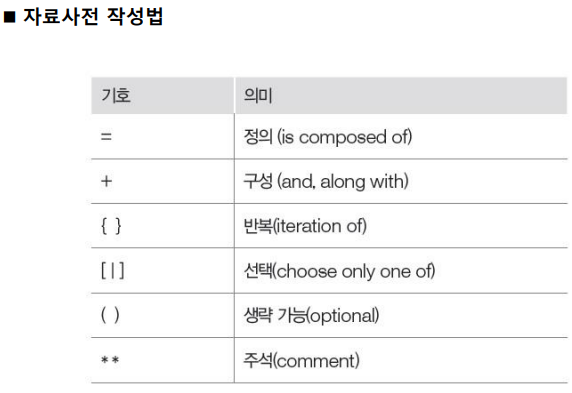 ■ 자료사전 작성법
기호 의미
= 정의 (is composed of)
+ 구성 (and, along with)
{ } 반복(iteration of)
[ | ] 선택(choose only one of)
( ) 생략 가능(optional)
** 주석(comment)